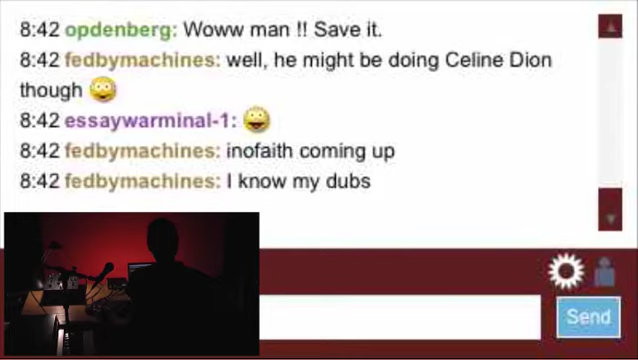 8:42 opdenberg: Woww man !! Save it.
8:42 fedbymachines: well, he might be doing Celine Dion
though
8:42 essaywarminal-1:
8:42 fedbymachines: inofaith coming up
8:42 fedbymachines: I know my dubs
Send